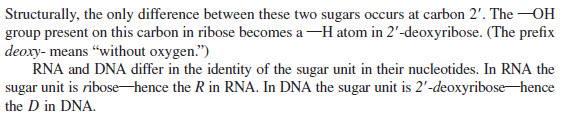 Structurally, the only difference between these two sugars occurs at carbon 2′. The —OH
group present on this carbon in ribose becomes a —H atom in 2′-deoxyribose. (The prefix
deoxy- means “without oxygen.”)
RNA and DNA differ in the identity of the sugar unit in their nucleotides. In RNA the
sugar unit is ribose—hence the R in RNA. In DNA the sugar unit is 2′-deoxyribose—hence
the D in DNA.